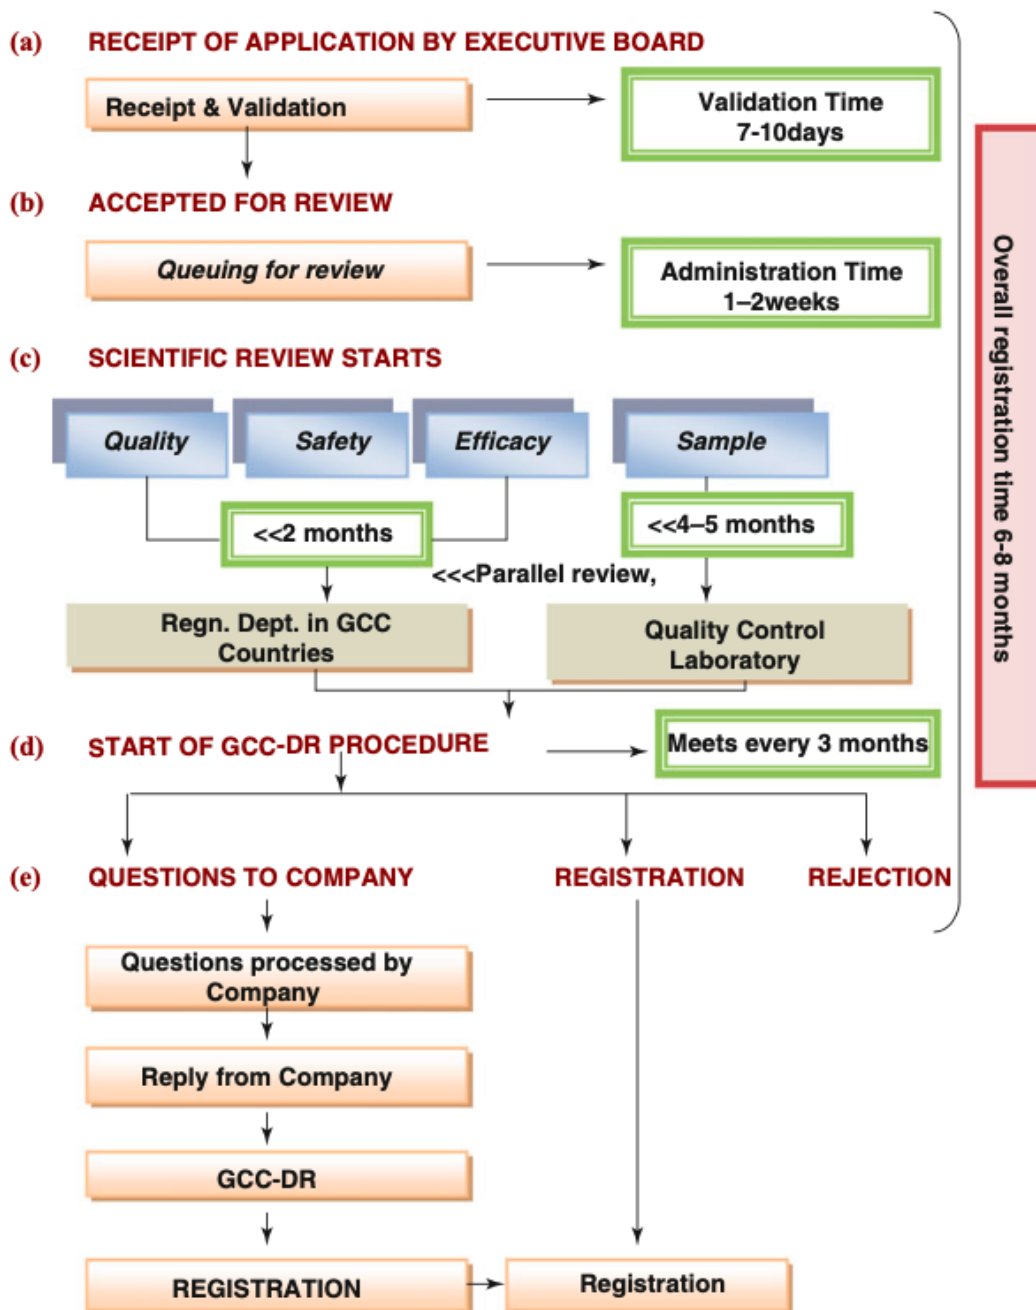 (a) RECEIPT OF APPLICATION BY EXECUTIVE BOARD
Receipt & Validation
Validation Time
7-10days
(b) ACCEPTED FOR REVIEW
Queuing for review
Administration Time
1–2weeks
(c) SCIENTIFIC REVIEW STARTS
Quality
Safety
Efficacy
Sample
<<2 months
<<4–5 months
<<<Parallel review,
Regn. Dept. in GCC
Countries
Quality Control
Laboratory
(d) START OF GCC-DR PROCEDURE
Meets every 3 months
(e) QUESTIONS TO COMPANY
REGISTRATION
REJECTION
Questions processed by
Company
Reply from Company
GCC-DR
REGISTRATION
Registration
Overall registration time 6-8 months